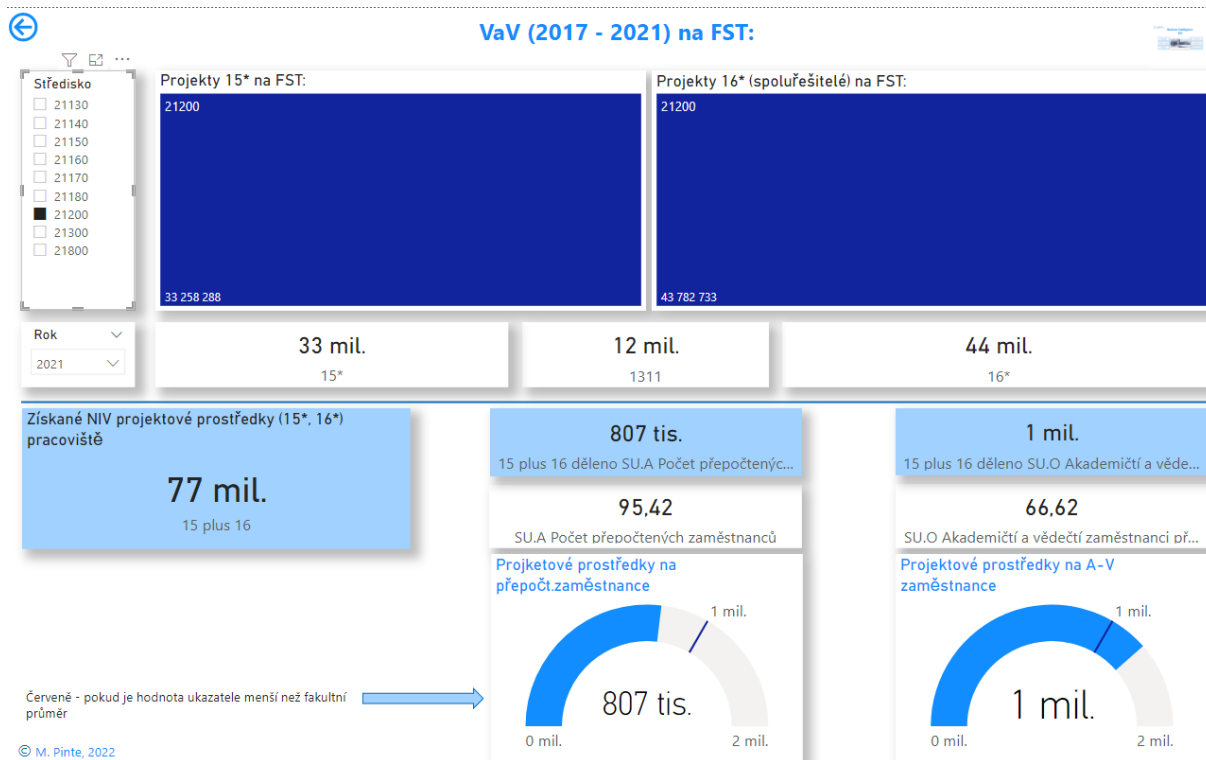 VaV (2017 - 2021) na FST:
Středisko
21130
21140
21150
21160
21170
21180
21200
21300
21800
Projekty 15* na FST:
21200
33 258 288
Projekty 16* (spoluřešitelé) na FST:
21200
43 782 733
Rok
2021
33 mil.
15*
12 mil.
1311
44 mil.
16*
Získané NIV projektové prostředky (15*, 16*)
pracoviště
77 mil.
15 plus 16
807 tis.
15 plus 16 děleno SU.A Počet přepočtenýc...
95,42
SU.A Počet přepočtených zaměstnanců
Projketové prostředky na
přepočt.zaměstnance
1 mil.
807 tis.
0 mil.
2 mil.
1 mil.
15 plus 16 děleno SU.O Akademičtí a věde...
66,62
SU.O Akademičtí a vědečtí zaměstnanci př...
Projektové prostředky na A-V
zaměstnance
1 mil.
1 mil.
0 mil.
2 mil.
Červeně - pokud je hodnota ukazatele menší než fakultní
průměr
© M. Pinte, 2022